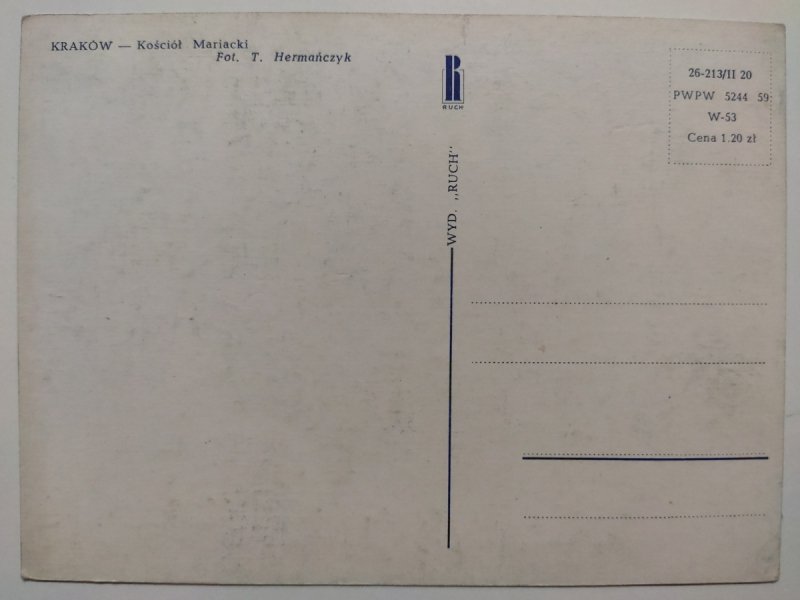 KRAKÓW — Kościół Mariacki
Fot. T. Hermańczyk
RUCH
WYD. „RUCH"
26-213/II 20
PWPW 5244 59
W-53
Cena 1.20 zł